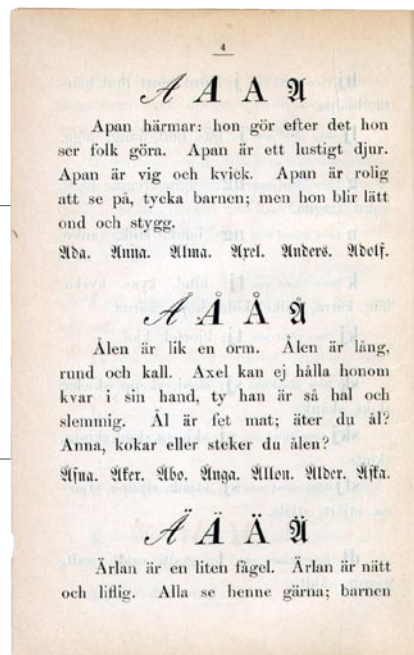 4
A A A A
Apan härmar: hon gör efter det hon
ser folk göra. Apan är ett lustigt djur.
Apan är vig och kvick. Apan är rolig
att se på, tycka barnen; men hon blir lätt
ond och stygg.
Ada. Anna. Alma. Axel. Anders. Adolf.
Å Å Å Å
Ålen är lik en orm. Ålen är lång,
rund och kall. Axel kan ej hålla honom
kvar i sin hand, ty han är så hal och
slemmig. Ål är fet mat; äter du ål?
Anna, kokar eller steker du ålen?
Åsna. Åker. Åbo. Ånga. Ållon. Ålder. Åska.
Ä Ä Ä Ä
Ärlan är en liten fågel. Ärlan är nätt
och liflig. Alla se henne gärna; barnen